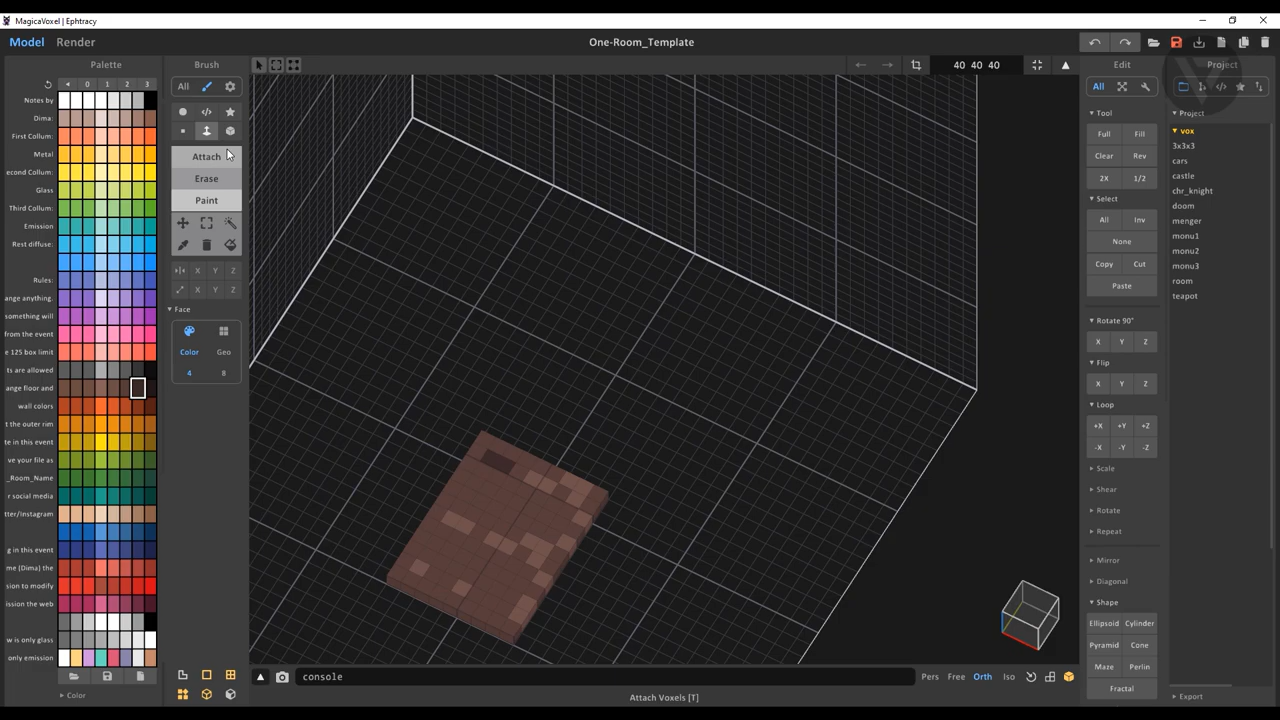 MagicaVoxel | Ephtracy
Model
Render
One-Room_Template
Palette
Brush
40 40 40
Edit
Project
0
1
2
3
All
All
Notes by
Dima:
First Collum:
Metal
econd Collum:
Glass
Third Collum:
Emission
Rest diffuse:
Rules:
ange anything.
something will
from the event
e 125 box limit
ts are allowed
ange floor and
wall colors
t the outer rim
te in this event
ve your file as
_Room_Name
r social media
tter/Instagram
g in this event
me (Dima) the
sion to modify
ission the web
w is only glass
only emission
Color
Attach
Erase
Paint
X Y Z
X Y Z
Face
Color
Geo
4
8
Tool
Full
Fill
Clear
Rev
2X
1/2
Select
All
Inv
None
Copy
Cut
Paste
Rotate 90°
X Y Z
Flip
X Y Z
Loop
+X +Y +Z
-X -Y -Z
Scale
Shear
Rotate
Repeat
Mirror
Diagonal
Shape
Ellipsoid
Cylinder
Pyramid
Cone
Maze
Perlin
Fractal
Project
vox
3x3x3
cars
castle
chr_knight
doom
menger
monu1
monu2
monu3
room
teapot
Export
console
Pers
Free
Orth
Iso
Attach Voxels [T]